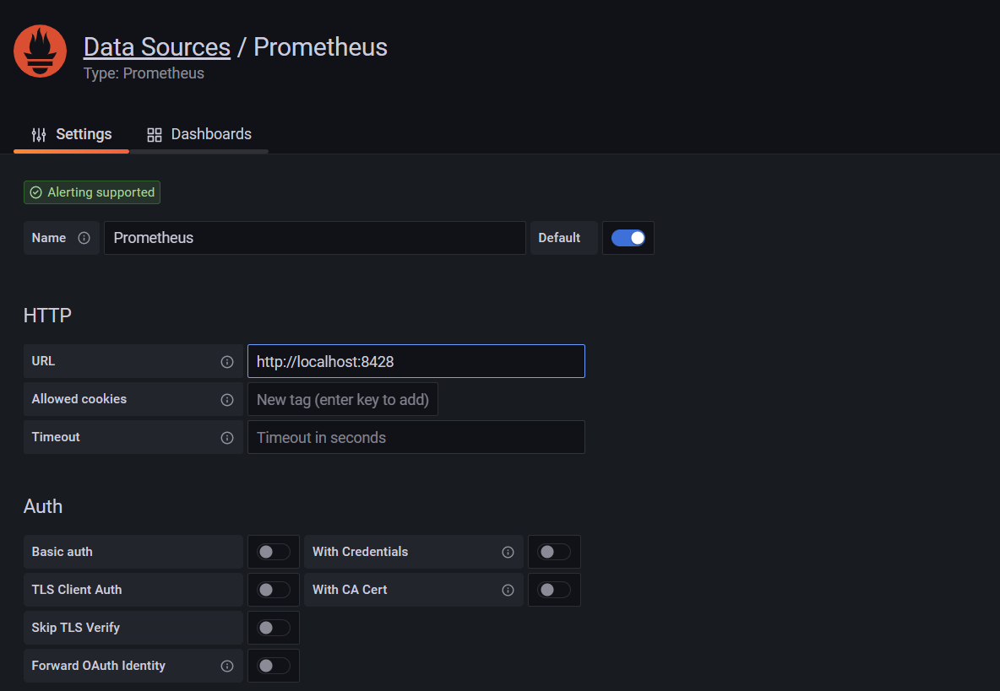 Data Sources / Prometheus
Type: Prometheus
Settings Dashboards
Alerting supported
Name Prometheus Default
HTTP
URL http://localhost:8428
Allowed cookies New tag (enter key to add)
Timeout Timeout in seconds
Auth
Basic auth With Credentials
TLS Client Auth With CA Cert
Skip TLS Verify
Forward OAuth Identity